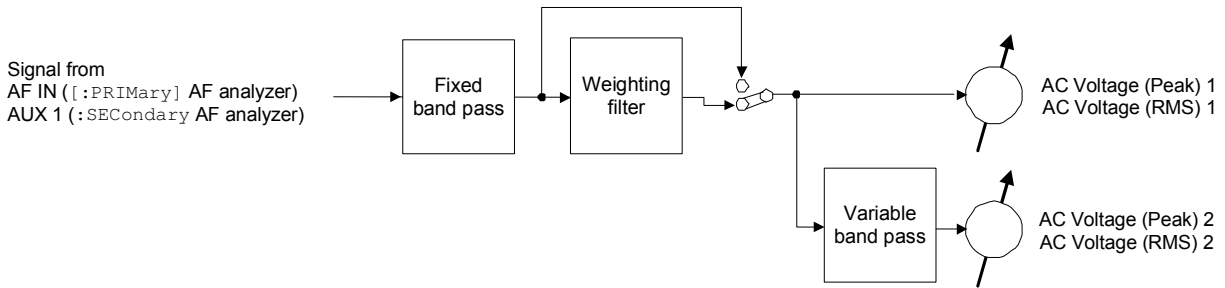 Signal from
AF IN ([:PRIMary] AF analyzer)
AUX 1 (:SECondary AF analyzer)
Fixed
band pass
Weighting
filter
AC Voltage (Peak) 1
AC Voltage (RMS) 1
Variable
band pass
AC Voltage (Peak) 2
AC Voltage (RMS) 2